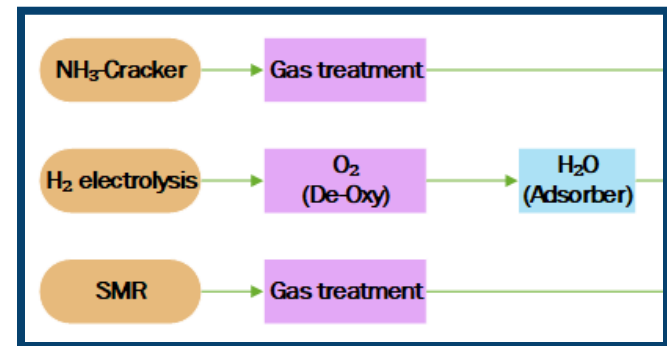 NH₃-Cracker
Gas treatment
H₂ electrolysis
O₂
(De-Oxy)
H₂O
(Adsorber)
SMR
Gas treatment